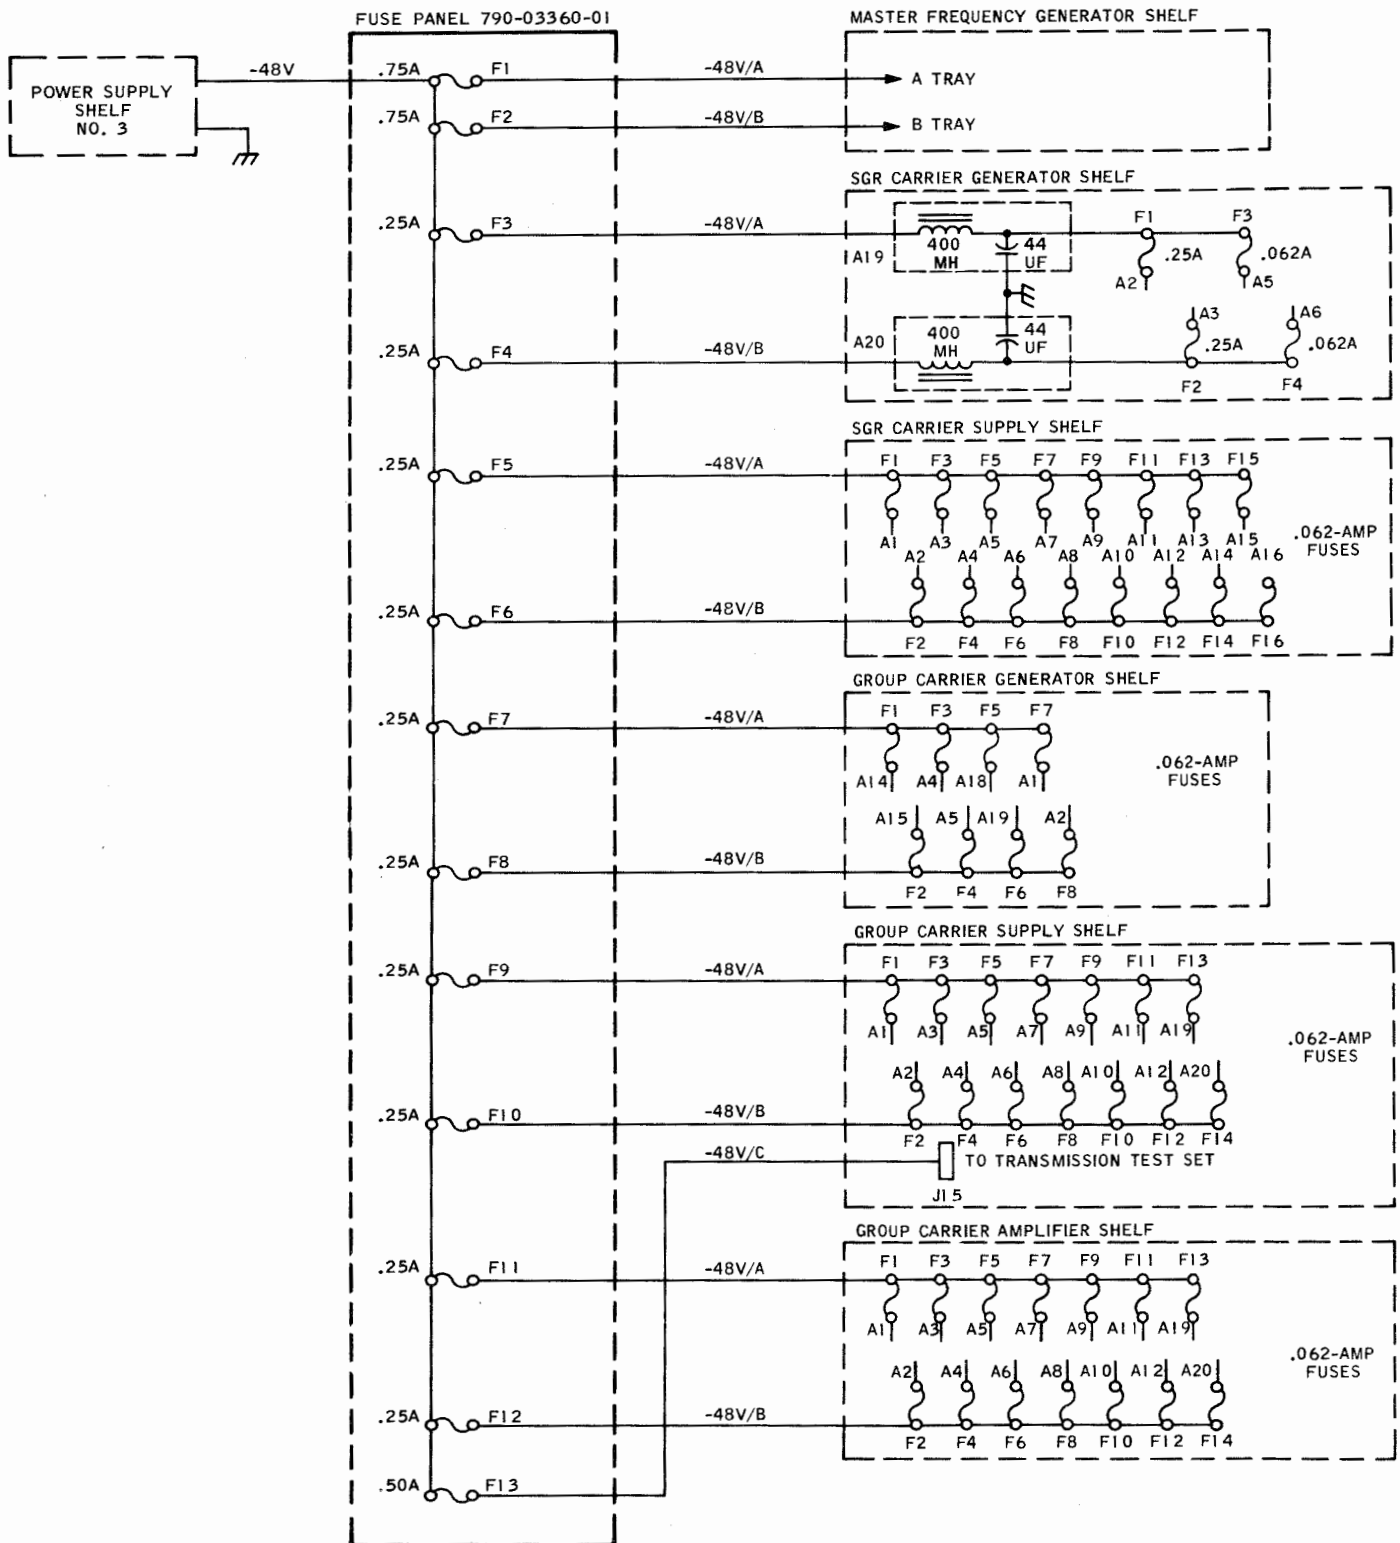 FUSE PANEL 790-03360-01
MASTER FREQUENCY GENERATOR SHELF
POWER SUPPLY
SHELF
NO. 3
-48V
.75A F1 -48V/A A TRAY
.75A F2 -48V/B B TRAY
SGR CARRIER GENERATOR SHELF
.25A F3 -48V/A
A19
400
MH
44
UF
F1 F3
.25A .062A
A2 A5
.25A F4 -48V/B
A20
400
MH
44
UF
A3 A6
.25A .062A
F2 F4
SGR CARRIER SUPPLY SHELF
.25A F5 -48V/A
F1 F3 F5 F7 F9 F11 F13 F15
A1 A3 A5 A7 A9 A11 A13 A15
.062-AMP
FUSES
A2 A4 A6 A8 A10 A12 A14 A16
.25A F6 -48V/B
F2 F4 F6 F8 F10 F12 F14 F16
GROUP CARRIER GENERATOR SHELF
.25A F7 -48V/A
F1 F3 F5 F7
A14 A4 A18 A1
.062-AMP
FUSES
A15 A5 A19 A2
.25A F8 -48V/B
F2 F4 F6 F8
GROUP CARRIER SUPPLY SHELF
.25A F9 -48V/A
F1 F3 F5 F7 F9 F11 F13
A1 A3 A5 A7 A9 A11 A19
.062-AMP
FUSES
A2 A4 A6 A8 A10 A12 A20
.25A F10 -48V/B
F2 F4 F6 F8 F10 F12 F14
-48V/C TO TRANSMISSION TEST SET
J15
GROUP CARRIER AMPLIFIER SHELF
.25A F11 -48V/A
F1 F3 F5 F7 F9 F11 F13
A1 A3 A5 A7 A9 A11 A19
.062-AMP
FUSES
A2 A4 A6 A8 A10 A12 A20
.25A F12 -48V/B
F2 F4 F6 F8 F10 F12 F14
.50A F13